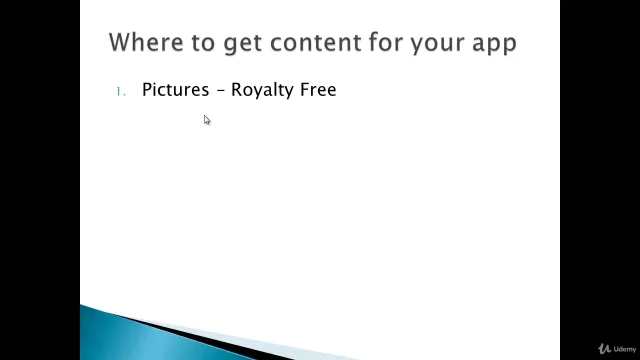 Where to get content for your app
1. Pictures – Royalty Free
Udemy